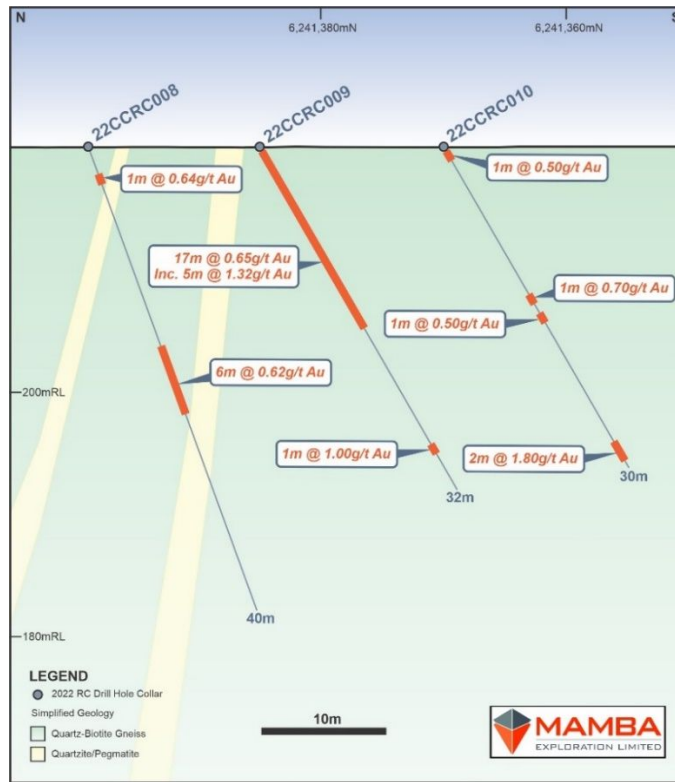 N
6,241,380mN
6,241,360mN
S
22CCRC008
22CCRC009
22CCRC010
1m @ 0.64g/t Au
1m @ 0.50g/t Au
17m @ 0.65g/t Au
Inc. 5m @ 1.32g/t Au
1m @ 0.70g/t Au
1m @ 0.50g/t Au
6m @ 0.62g/t Au
200mRL
1m @ 1.00g/t Au
2m @ 1.80g/t Au
30m
32m
40m
180mRL
LEGEND
2022 RC Drill Hole Collar
Simplified Geology
Quartz-Biotite Gneiss
Quartzite/Pegmatite
10m
MAMBA
EXPLORATION LIMITED